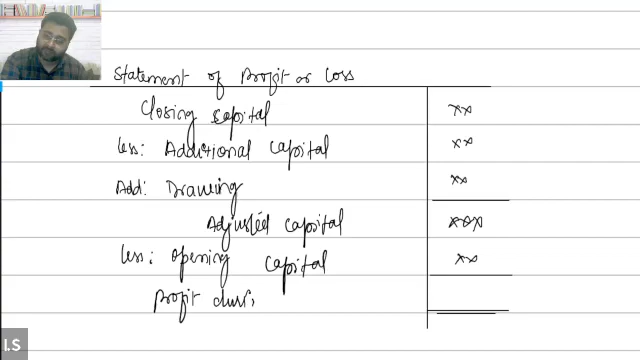 Statement of Profit or Loss
Closing Capital xx
less: Additional Capital xx
Add: Drawing xx
Adjusted Capital xxx
less: Opening Capital xx
Profit duri
I.S